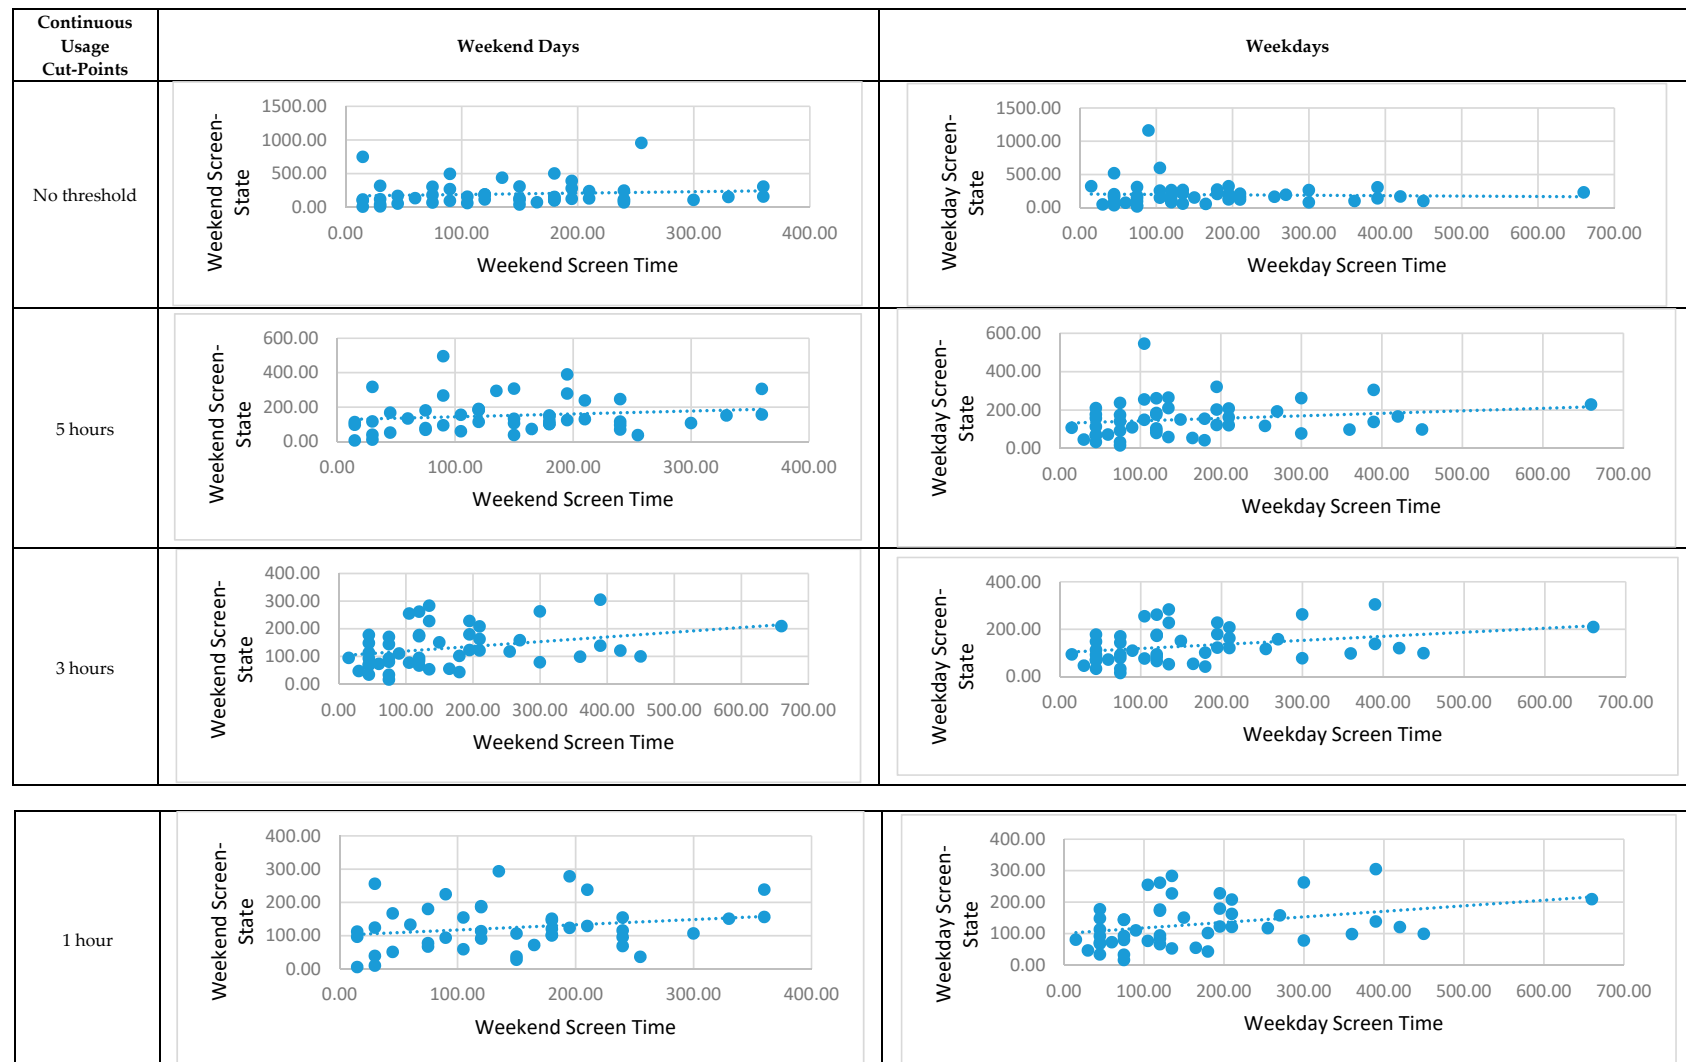 Continuous
Usage
Cut-Points
Weekend Days
Weekdays
No threshold
Weekend Screen-
State
1500.00
1000.00
500.00
0.00
0.00 100.00 200.00 300.00 400.00
Weekend Screen Time
Weekday Screen-
State
1500.00
1000.00
500.00
0.00
0.00 100.00 200.00 300.00 400.00 500.00 600.00 700.00
Weekday Screen Time
5 hours
Weekend Screen-
State
600.00
400.00
200.00
0.00
0.00 100.00 200.00 300.00 400.00
Weekend Screen Time
Weekday Screen-
State
600.00
400.00
200.00
0.00
0.00 100.00 200.00 300.00 400.00 500.00 600.00 700.00
Weekday Screen Time
3 hours
Weekend Screen-
State
400.00
300.00
200.00
100.00
0.00
0.00 100.00 200.00 300.00 400.00 500.00 600.00 700.00
Weekend Screen Time
Weekday Screen-
State
400.00
200.00
0.00
0.00 100.00 200.00 300.00 400.00 500.00 600.00 700.00
Weekday Screen Time
1 hour
Weekend Screen-
State
400.00
300.00
200.00
100.00
0.00
0.00 100.00 200.00 300.00 400.00
Weekend Screen Time
Weekday Screen-
State
400.00
300.00
200.00
100.00
0.00
0.00 100.00 200.00 300.00 400.00 500.00 600.00 700.00
Weekday Screen Time